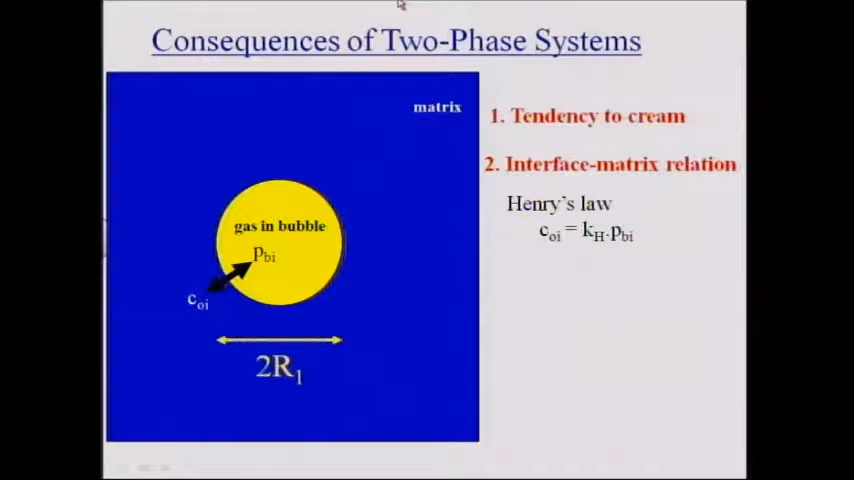 Consequences of Two-Phase Systems
matrix
gas in bubble
p_bi
c_oi
2R_1
1. Tendency to cream
2. Interface-matrix relation
Henry's law
c_oi = k_H.p_bi